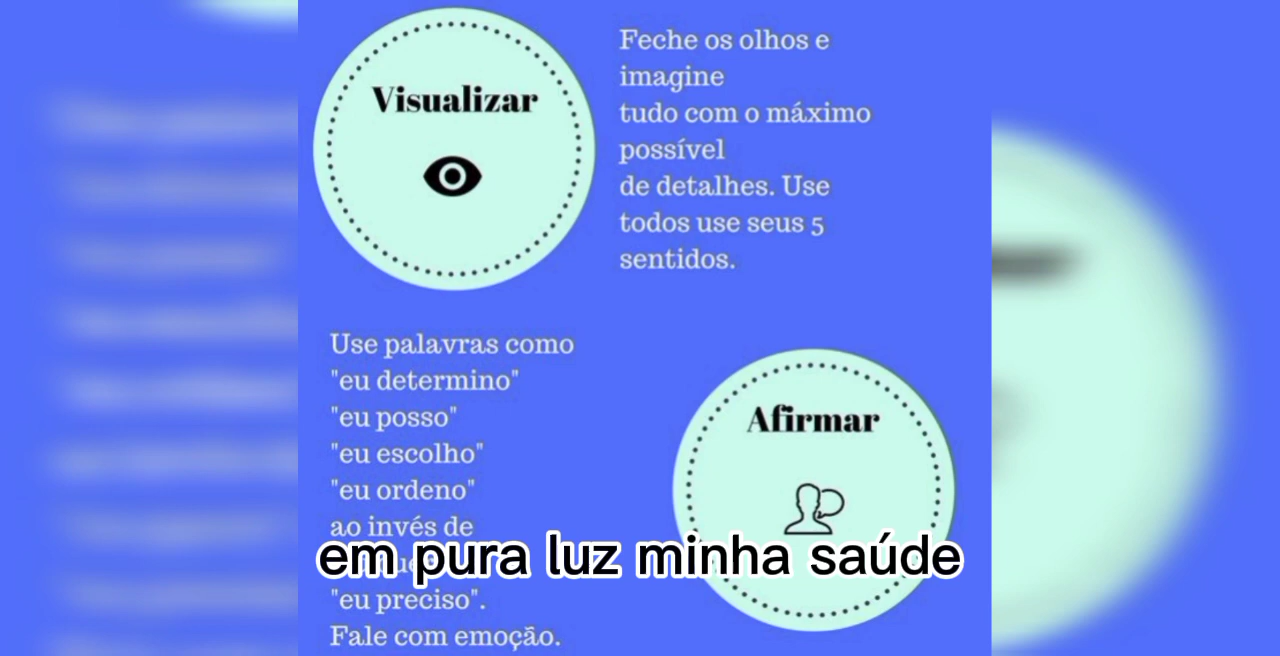 Visualizar
Feche os olhos e
imagine
tudo com o máximo
possível
de detalhes. Use
todos use seus 5
sentidos.
Use palavras como
"eu determino"
"eu posso"
"eu escolho"
"eu ordeno"
ao invés de
"eu preciso".
Fale com emoção.
Afirmar
em pura luz minha saúde